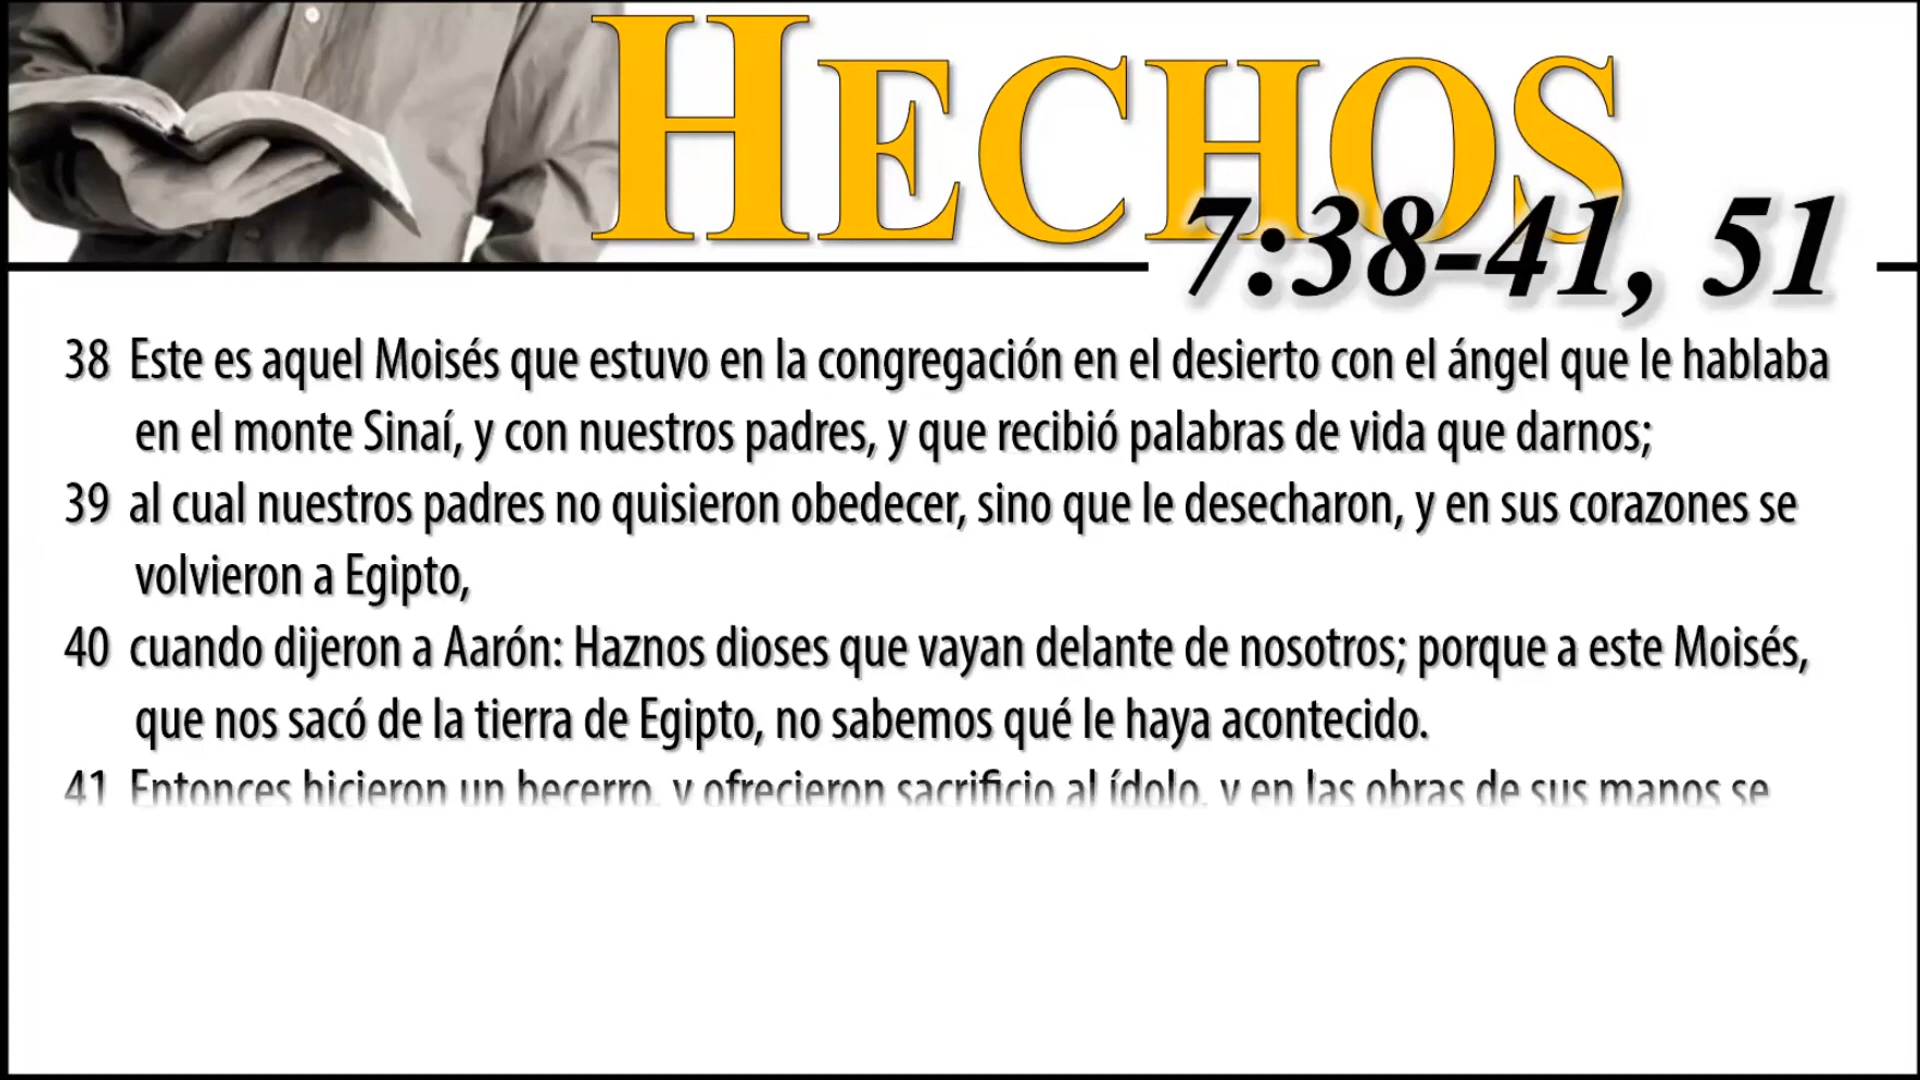 HECHOS
7:38-41, 51
38 Este es aquel Moisés que estuvo en la congregación en el desierto con el ángel que le hablaba
en el monte Sinaí, y con nuestros padres, y que recibió palabras de vida que darnos;
39 al cual nuestros padres no quisieron obedecer, sino que le desecharon, y en sus corazones se
volvieron a Egipto,
40 cuando dijeron a Aarón: Haznos dioses que vayan delante de nosotros; porque a este Moisés,
que nos sacó de la tierra de Egipto, no sabemos qué le haya acontecido.
41 Entonces hicieron un becerro, y ofrecieron sacrificio al ídolo, y en las obras de sus manos se